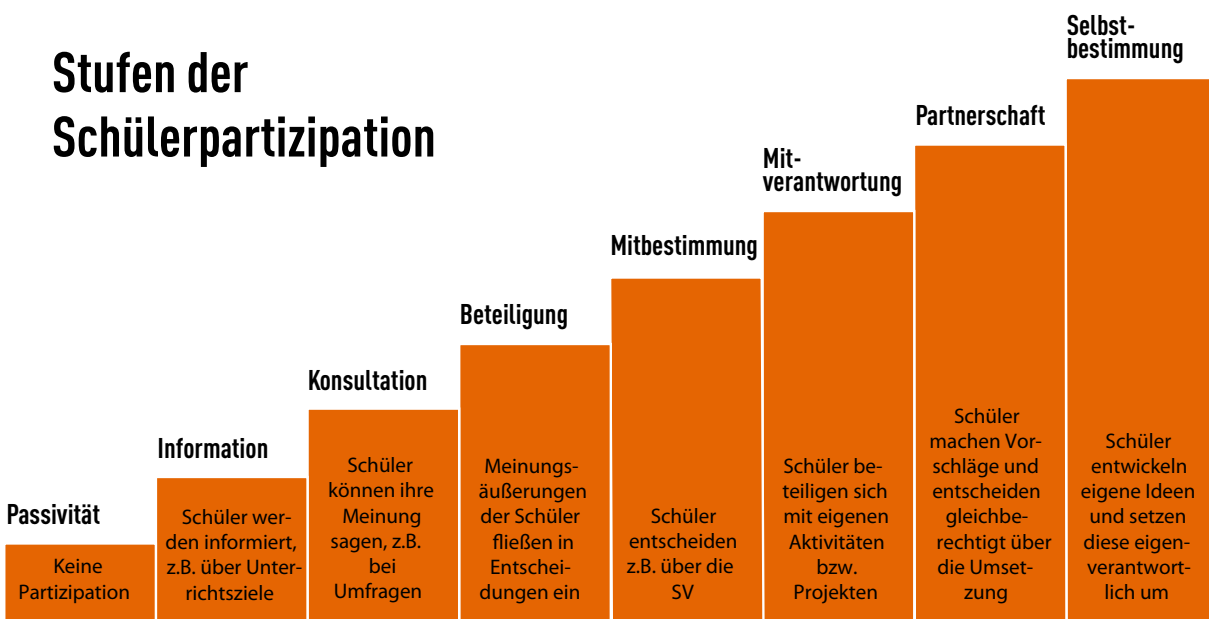 Stufen der
Schülerpartizipation
Passivität
Keine
Partizipation
Information
Schüler wer-
den informiert,
z.B. über Unter-
richtsziele
Konsultation
Schüler
können ihre
Meinung
sagen, z.B.
bei
Umfragen
Beteiligung
Meinungs-
äußerungen
der Schüler
fließen in
Entschei-
dungen ein
Mitbestimmung
Schüler
entscheiden
z.B. über die
SV
Mit-
verantwortung
Schüler be-
teiligen sich
mit eigenen
Aktivitäten
bzw.
Projekten
Partnerschaft
Schüler
machen Vor-
schläge und
entscheiden
gleichbe-
rechtigt über
die Umset-
zung
Selbst-
bestimmung
Schüler
entwickeln
eigene Ideen
und setzen
diese eigen-
verantwort-
lich um